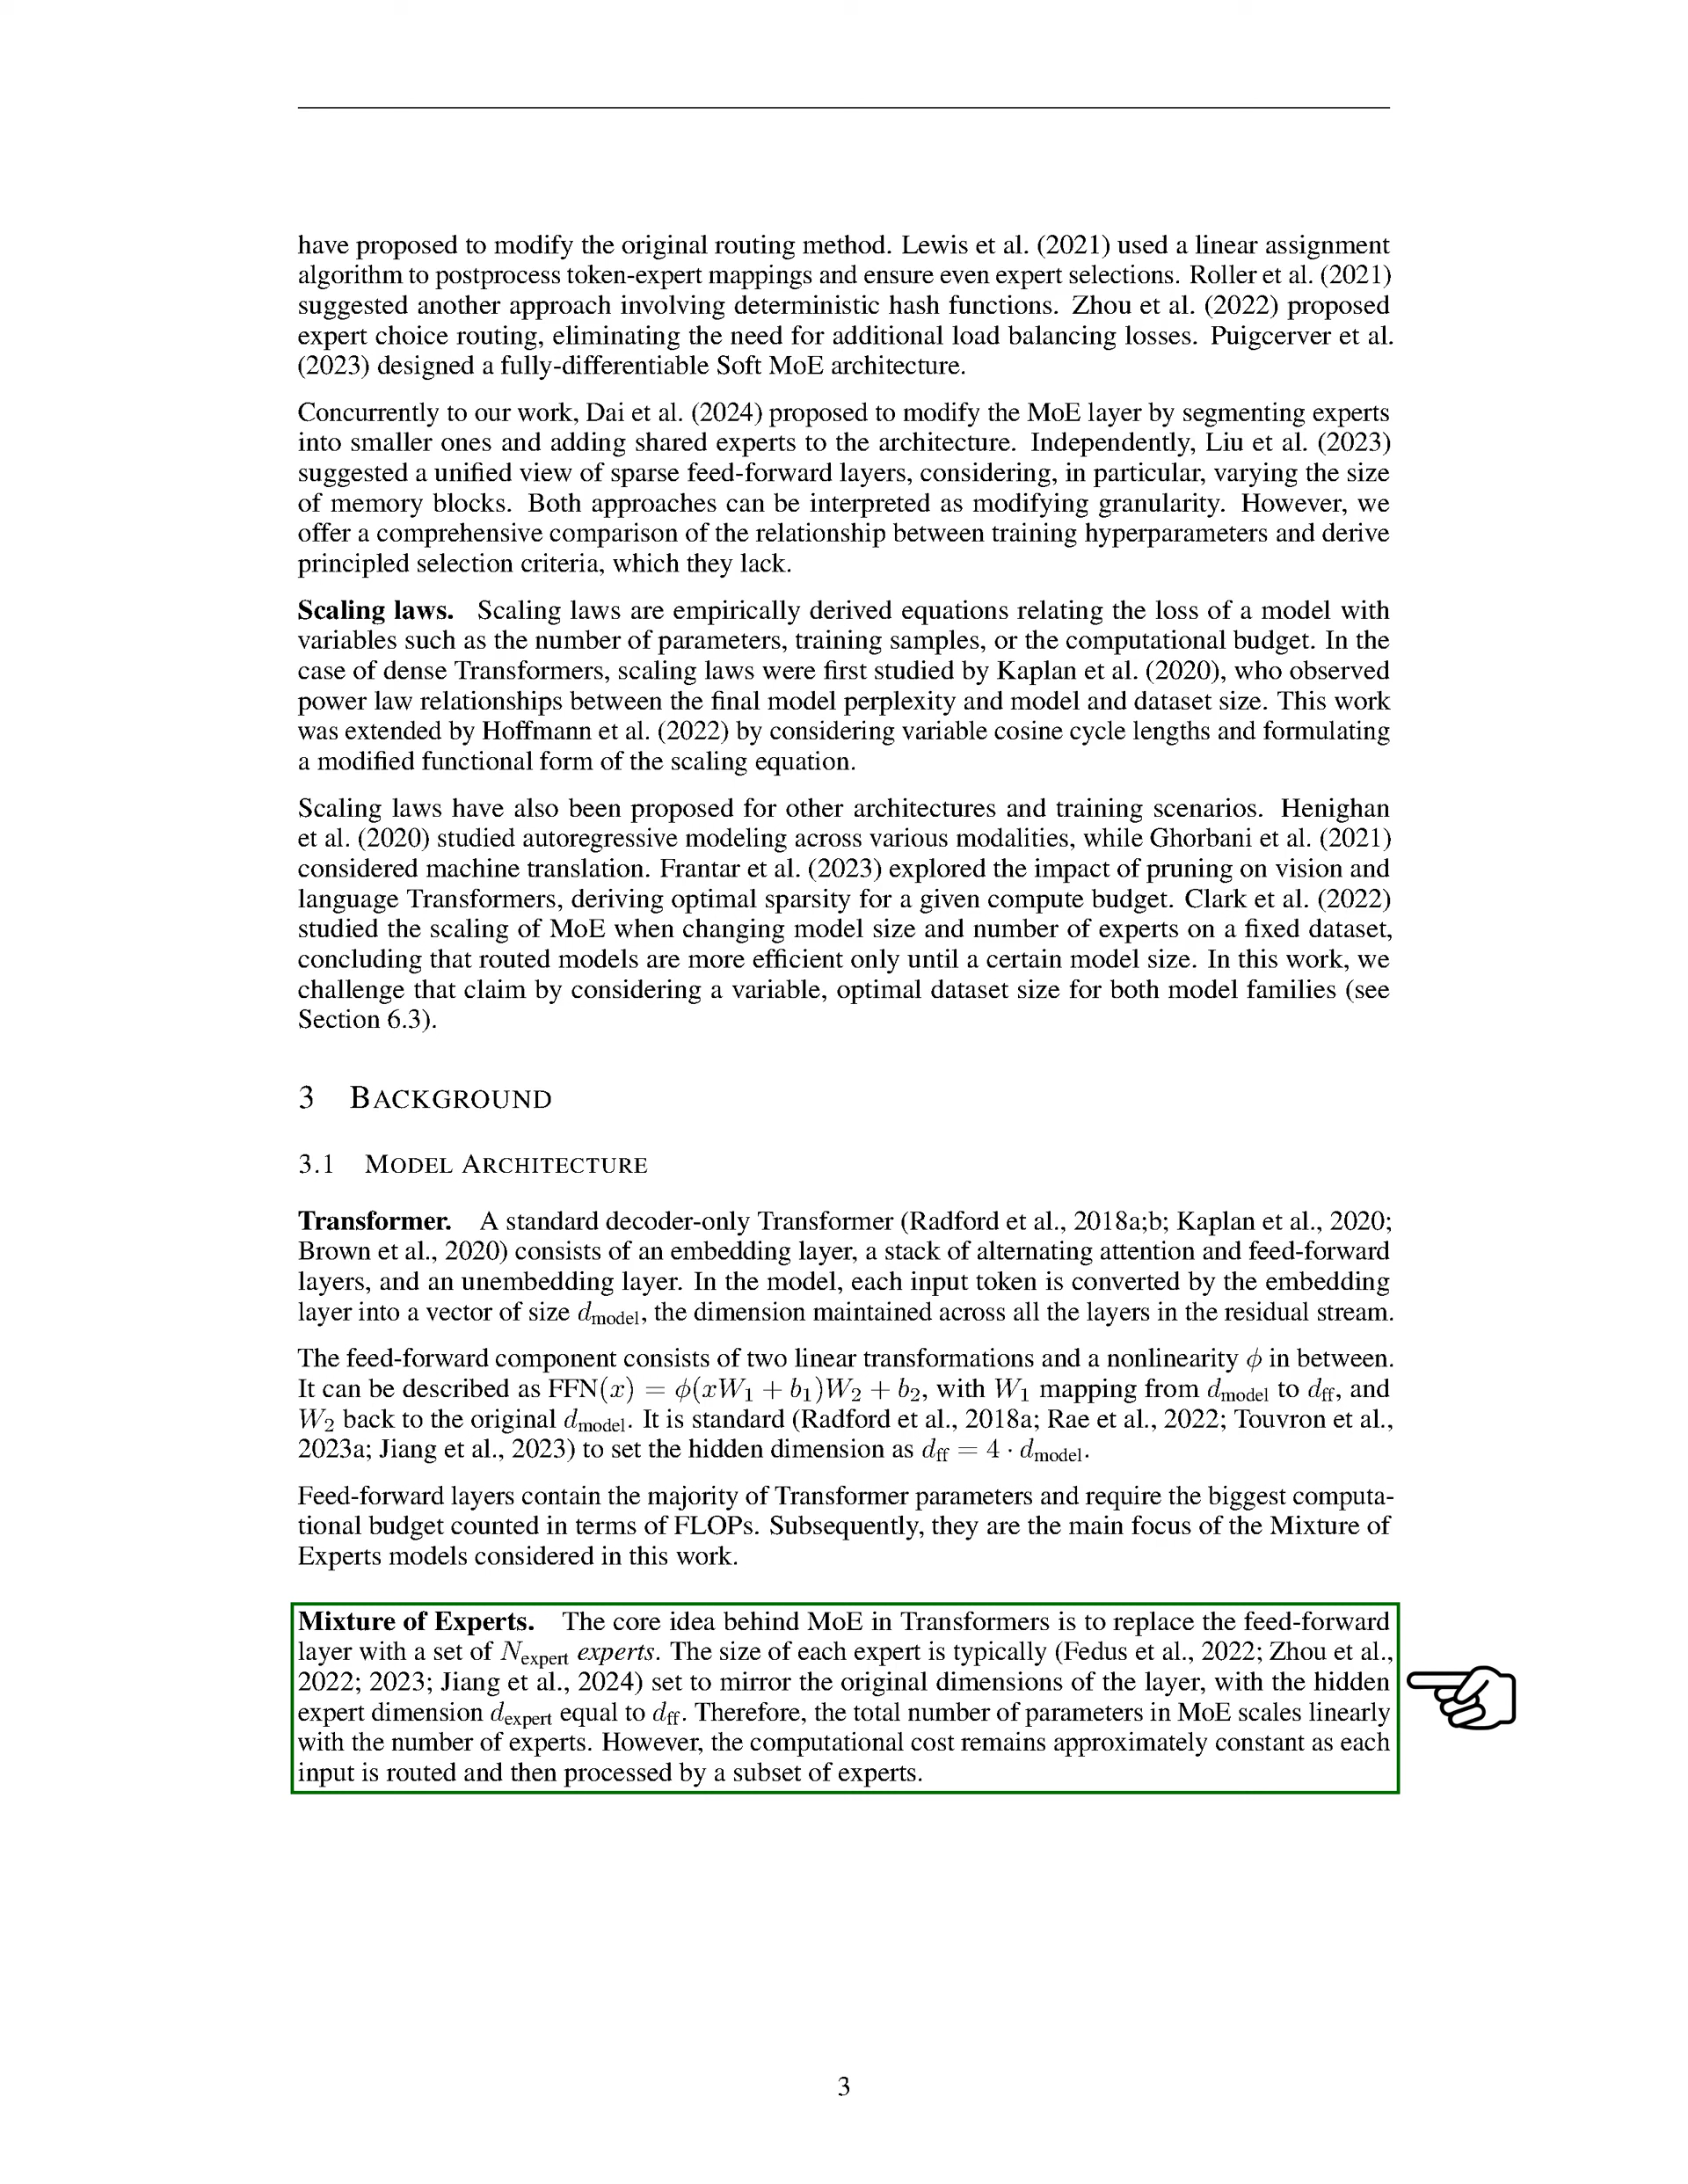 have proposed to modify the original routing method. Lewis et al. (2021) used a linear assignment
algorithm to postprocess token-expert mappings and ensure even expert selections. Roller et al. (2021)
suggested another approach involving deterministic hash functions. Zhou et al. (2022) proposed
expert choice routing, eliminating the need for additional load balancing losses. Puigcerver et al.
(2023) designed a fully-differentiable Soft MoE architecture.
Concurrently to our work, Dai et al. (2024) proposed to modify the MoE layer by segmenting experts
into smaller ones and adding shared experts to the architecture. Independently, Liu et al. (2023)
suggested a unified view of sparse feed-forward layers, considering, in particular, varying the size
of memory blocks. Both approaches can be interpreted as modifying granularity. However, we
offer a comprehensive comparison of the relationship between training hyperparameters and derive
principled selection criteria, which they lack.
Scaling laws. Scaling laws are empirically derived equations relating the loss of a model with
variables such as the number of parameters, training samples, or the computational budget. In the
case of dense Transformers, scaling laws were first studied by Kaplan et al. (2020), who observed
power law relationships between the final model perplexity and model and dataset size. This work
was extended by Hoffmann et al. (2022) by considering variable cosine cycle lengths and formulating
a modified functional form of the scaling equation.
Scaling laws have also been proposed for other architectures and training scenarios. Henighan
et al. (2020) studied autoregressive modeling across various modalities, while Ghorbani et al. (2021)
considered machine translation. Frantar et al. (2023) explored the impact of pruning on vision and
language Transformers, deriving optimal sparsity for a given compute budget. Clark et al. (2022)
studied the scaling of MoE when changing model size and number of experts on a fixed dataset,
concluding that routed models are more efficient only until a certain model size. In this work, we
challenge that claim by considering a variable, optimal dataset size for both model families (see
Section 6.3).
3 BACKGROUND
3.1 MODEL ARCHITECTURE
Transformer. A standard decoder-only Transformer (Radford et al., 2018a;b; Kaplan et al., 2020;
Brown et al., 2020) consists of an embedding layer, a stack of alternating attention and feed-forward
layers, and an unembedding layer. In the model, each input token is converted by the embedding
layer into a vector of size d_model, the dimension maintained across all the layers in the residual stream.
The feed-forward component consists of two linear transformations and a nonlinearity ϕ in between.
It can be described as FFN(x) = ϕ(xW₁ + b₁)W₂ + b₂, with W₁ mapping from d_model to d_ff, and
W₂ back to the original d_model. It is standard (Radford et al., 2018a; Rae et al., 2022; Touvron et al.,
2023a; Jiang et al., 2023) to set the hidden dimension as d_ff = 4 · d_model.
Feed-forward layers contain the majority of Transformer parameters and require the biggest computa-
tional budget counted in terms of FLOPs. Subsequently, they are the main focus of the Mixture of
Experts models considered in this work.
Mixture of Experts. The core idea behind MoE in Transformers is to replace the feed-forward
layer with a set of N_expert experts. The size of each expert is typically (Fedus et al., 2022; Zhou et al.,
2022; 2023; Jiang et al., 2024) set to mirror the original dimensions of the layer, with the hidden
expert dimension d_expert equal to d_ff. Therefore, the total number of parameters in MoE scales linearly
with the number of experts. However, the computational cost remains approximately constant as each
input is routed and then processed by a subset of experts.
3